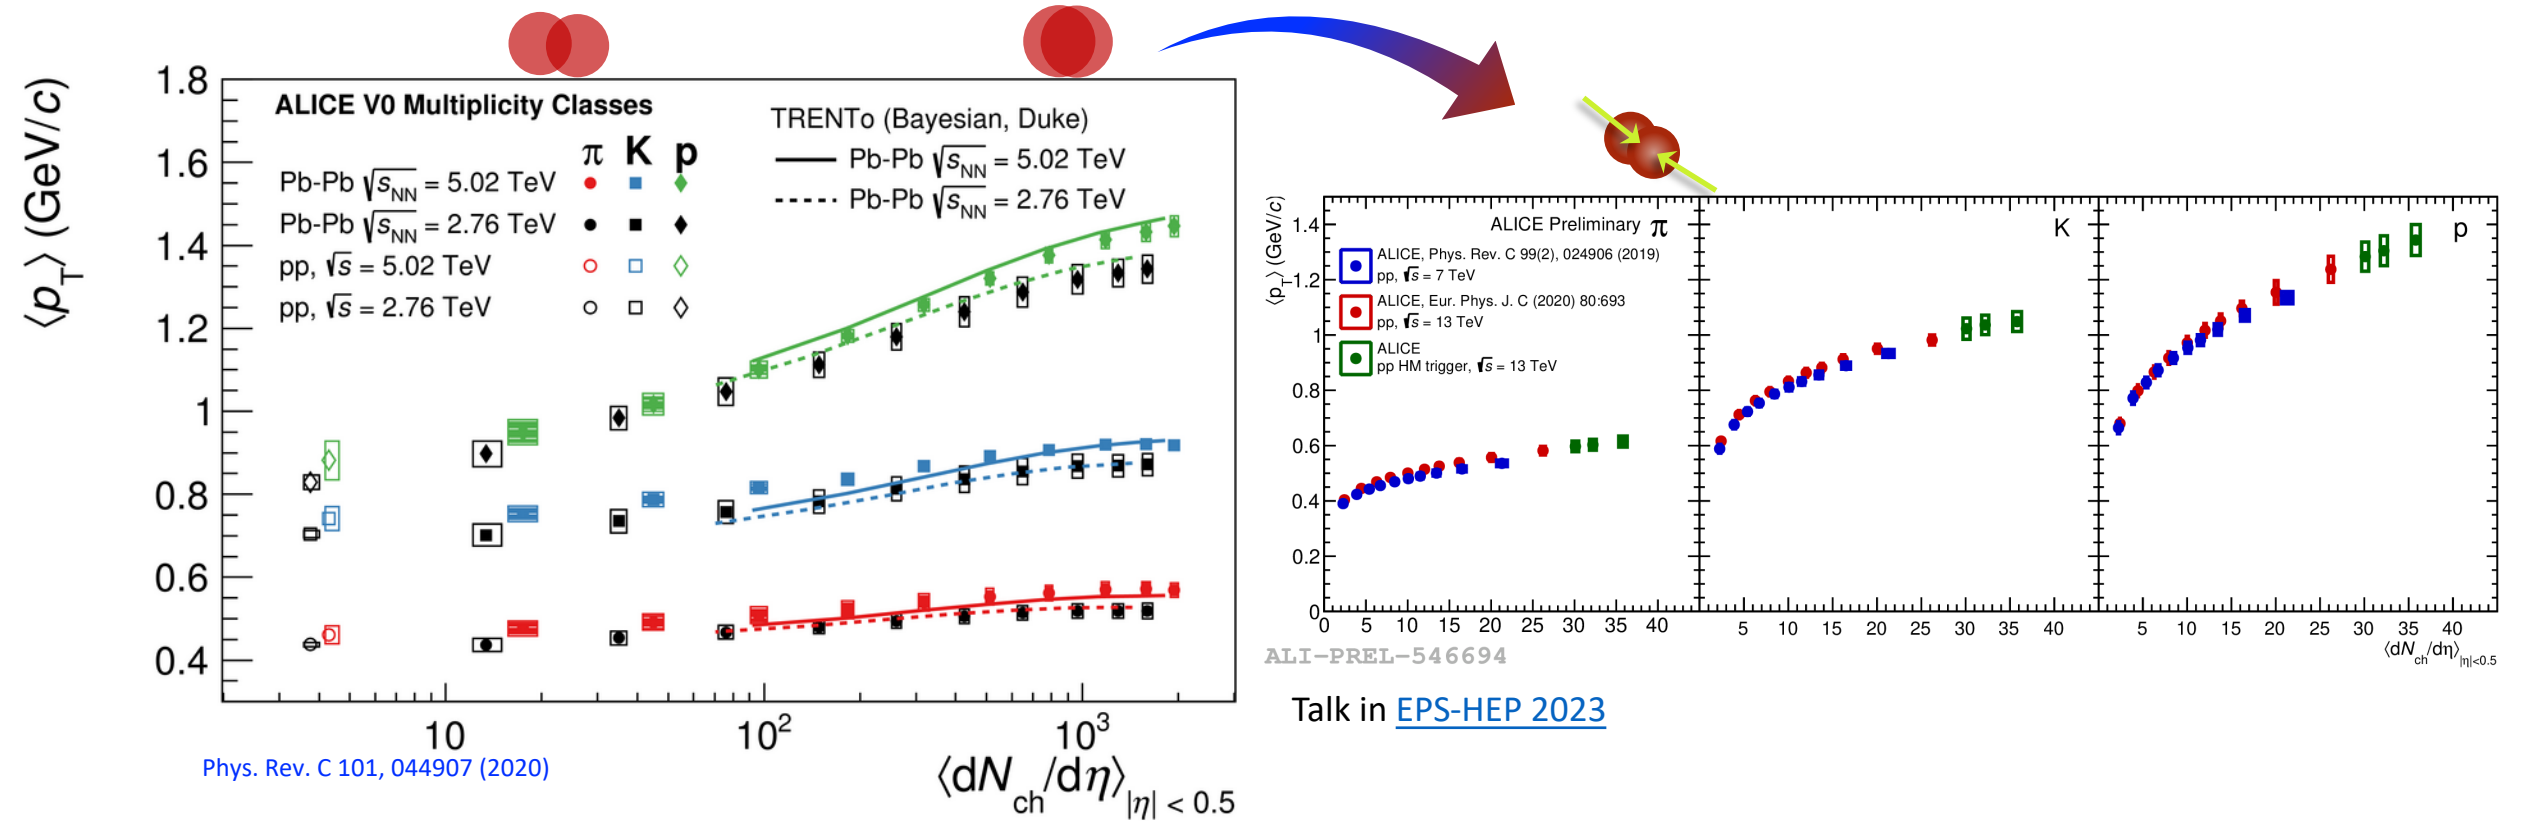 1.8
1.6
1.4
1.2
1
0.8
0.6
0.4
⟨p_T⟩ (GeV/c)
ALICE V0 Multiplicity Classes
π K p
Pb-Pb √s_NN = 5.02 TeV
Pb-Pb √s_NN = 2.76 TeV
pp, √s = 5.02 TeV
pp, √s = 2.76 TeV
TRENTo (Bayesian, Duke)
Pb-Pb √s_NN = 5.02 TeV
Pb-Pb √s_NN = 2.76 TeV
10 10² 10³
⟨dN_ch/dη⟩_|η| < 0.5
Phys. Rev. C 101, 044907 (2020)
⟨p_T⟩ (GeV/c)
1.4
1.2
1
0.8
0.6
0.4
0.2
0
ALICE Preliminary π
ALICE, Phys. Rev. C 99(2), 024906 (2019)
pp, √s = 7 TeV
ALICE, Eur. Phys. J. C (2020) 80:693
pp, √s = 13 TeV
ALICE
pp HM trigger, √s = 13 TeV
K
p
0 5 10 15 20 25 30 35 40
5 10 15 20 25 30 35 40
5 10 15 20 25 30 35 40
⟨dN_ch/dη⟩_|η|<0.5
ALI-PREL-546694
Talk in EPS-HEP 2023